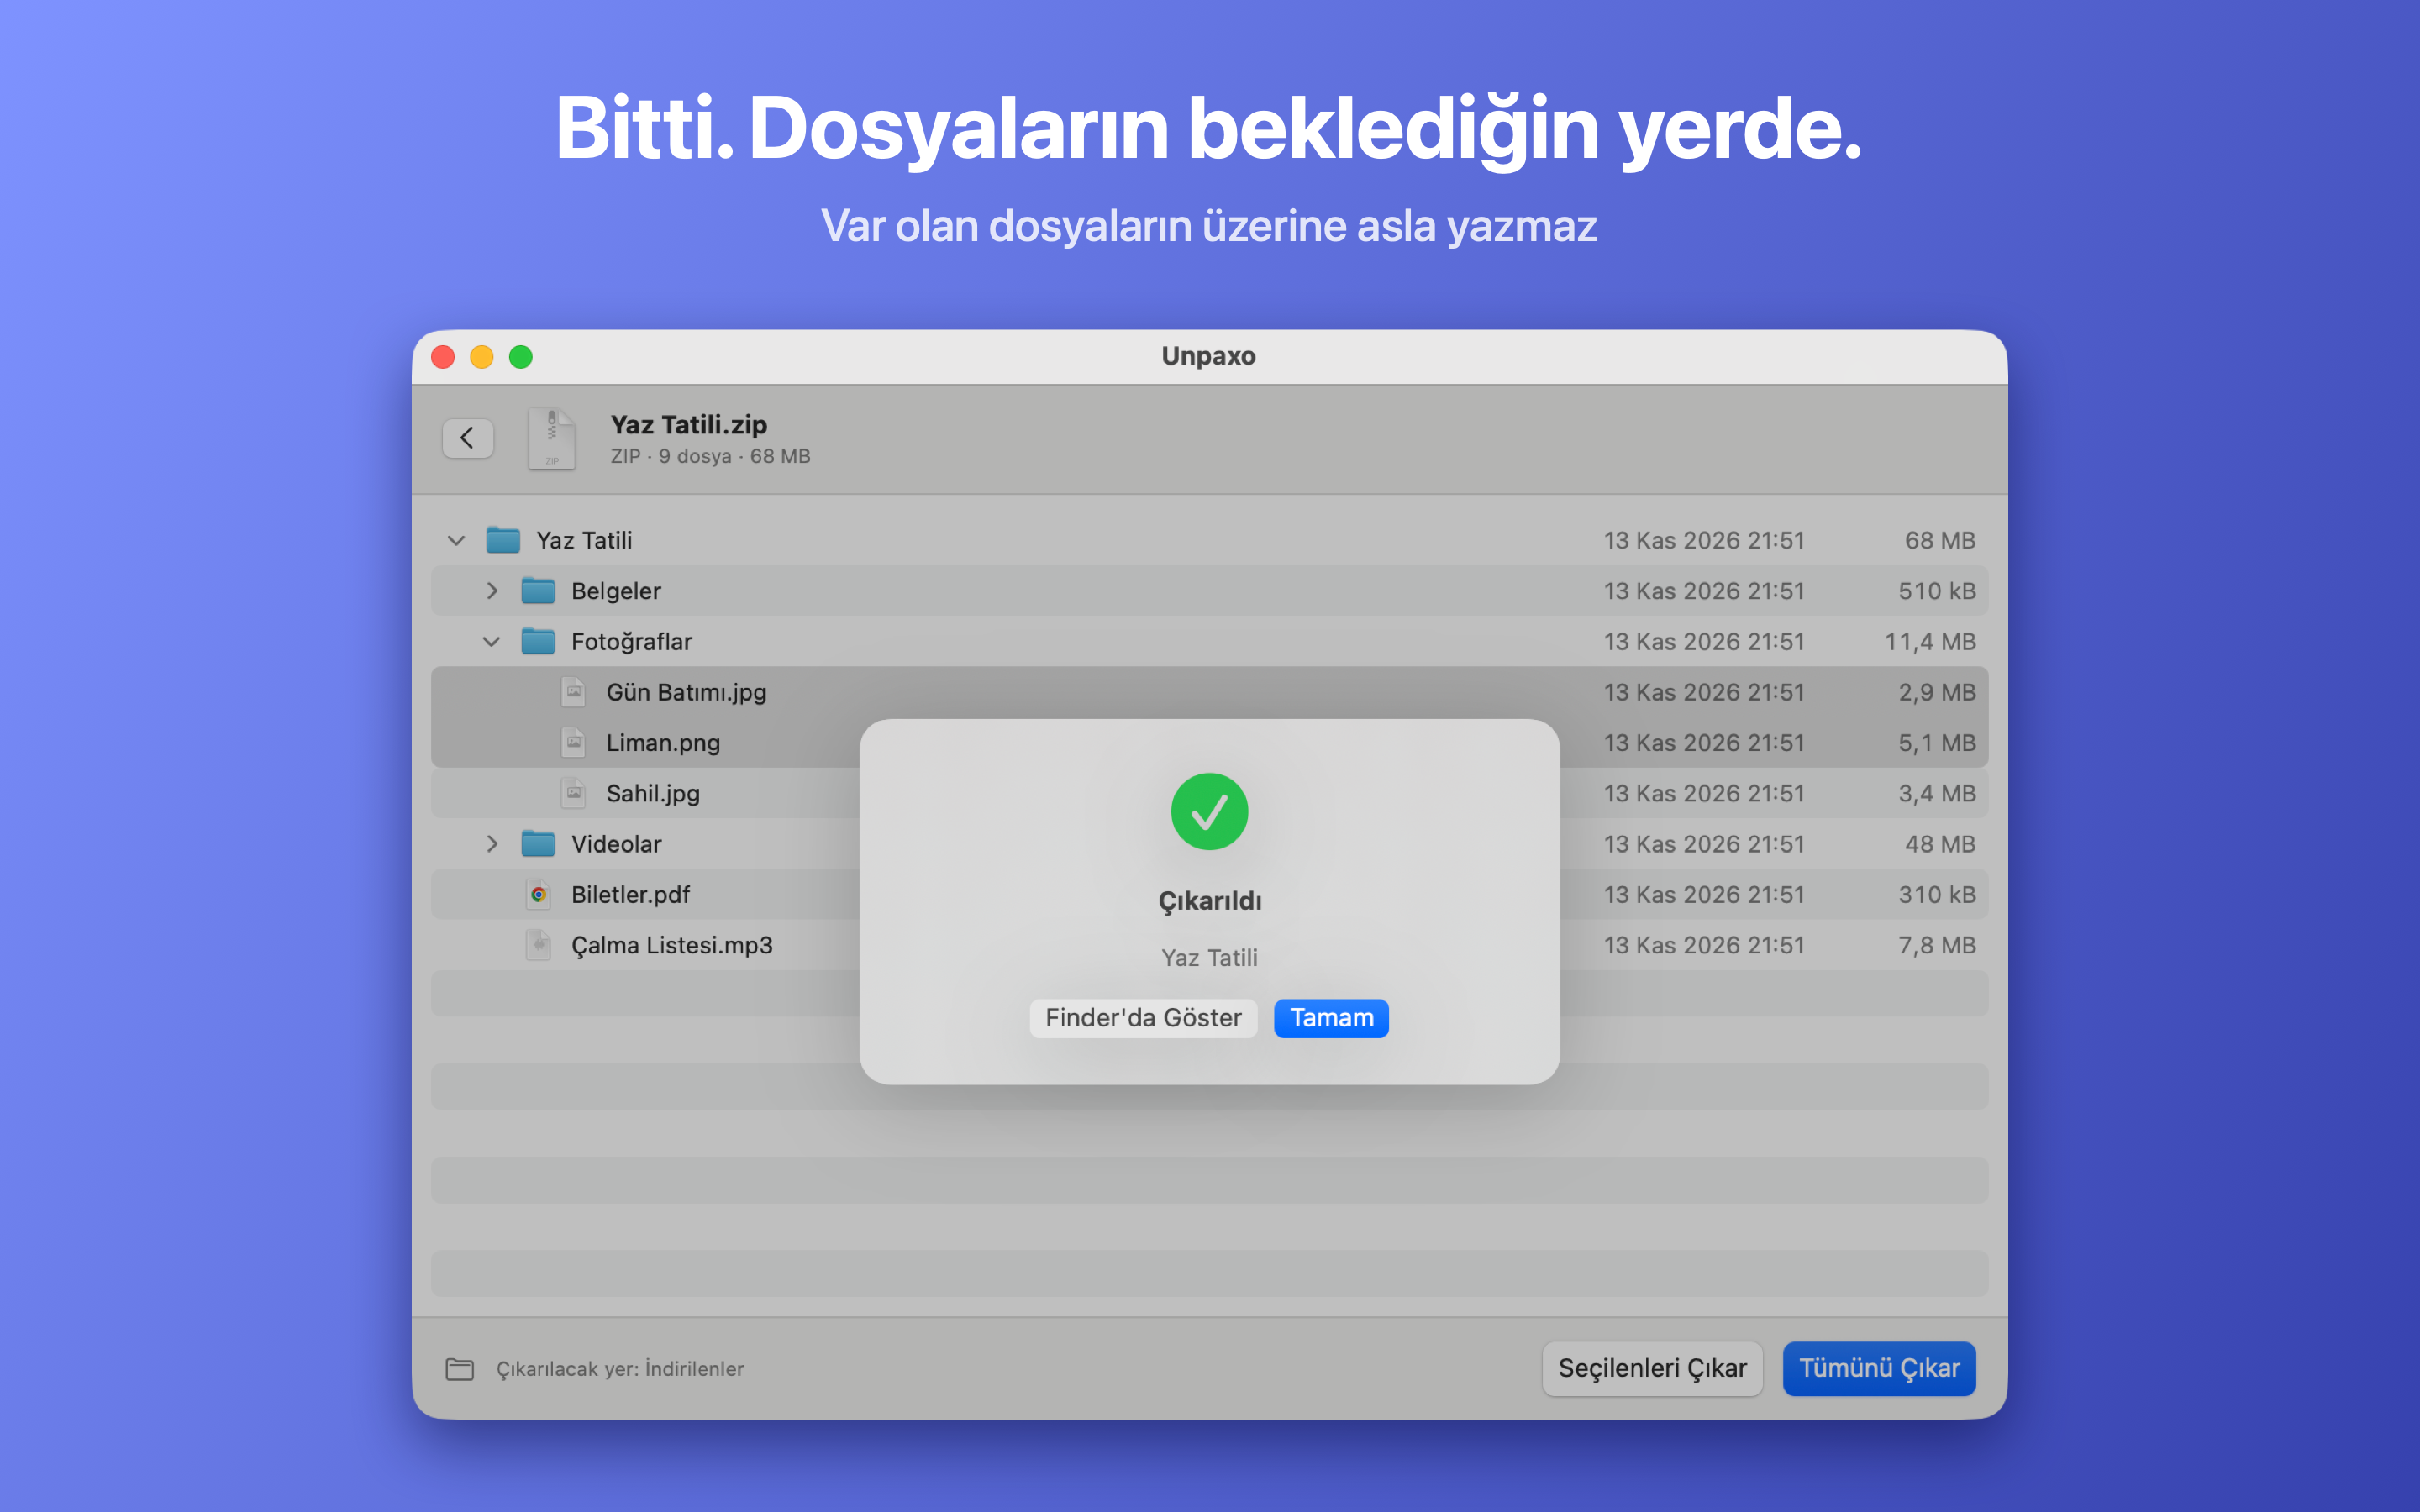 Bitti. Dosyaların beklediğin yerde.
Var olan dosyaların üzerine asla yazmaz
Unpaxo
Yaz Tatili.zip
ZIP · 9 dosya · 68 MB
ZIP
Yaz Tatili 13 Kas 2026 21:51 68 MB
Belgeler 13 Kas 2026 21:51 510 kB
Fotoğraflar 13 Kas 2026 21:51 11,4 MB
Gün Batımı.jpg 13 Kas 2026 21:51 2,9 MB
Liman.png 13 Kas 2026 21:51 5,1 MB
Sahil.jpg 13 Kas 2026 21:51 3,4 MB
Videolar 13 Kas 2026 21:51 48 MB
Biletler.pdf 13 Kas 2026 21:51 310 kB
Çalma Listesi.mp3 13 Kas 2026 21:51 7,8 MB
Çıkarıldı
Yaz Tatili
Finder'da Göster Tamam
Çıkarılacak yer: İndirilenler Seçilenleri Çıkar Tümünü Çıkar